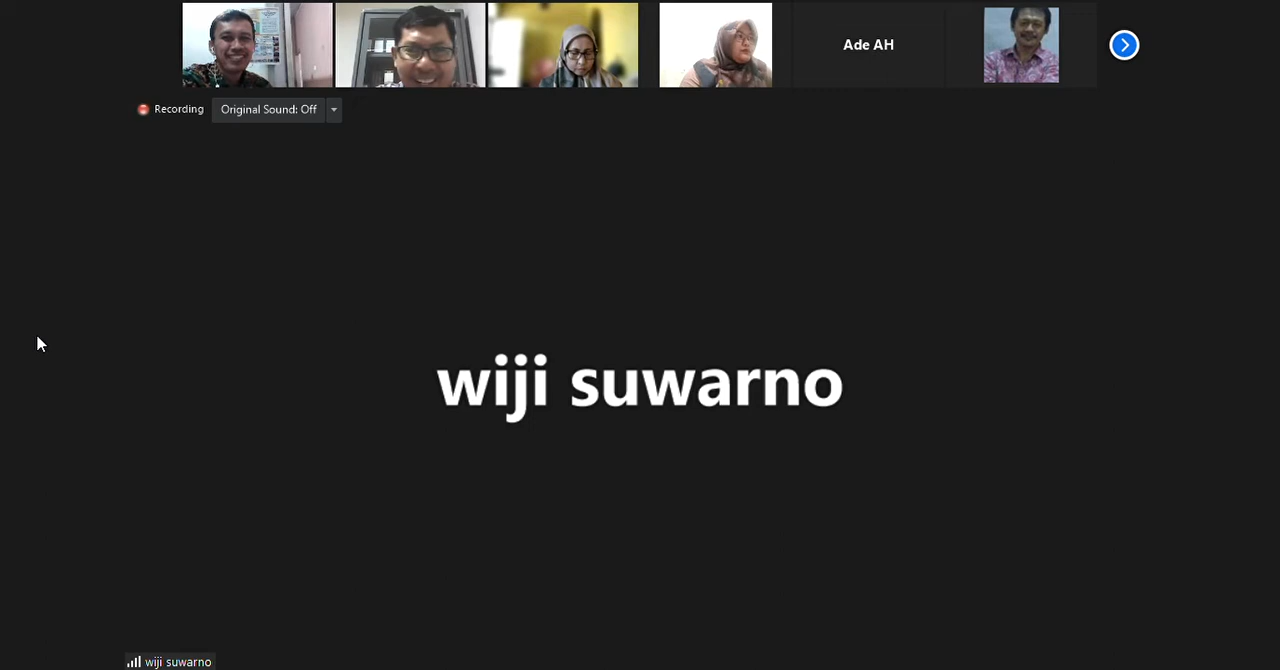 Ade AH
Recording
Original Sound: Off
wiji suwarno
wiji suwarno